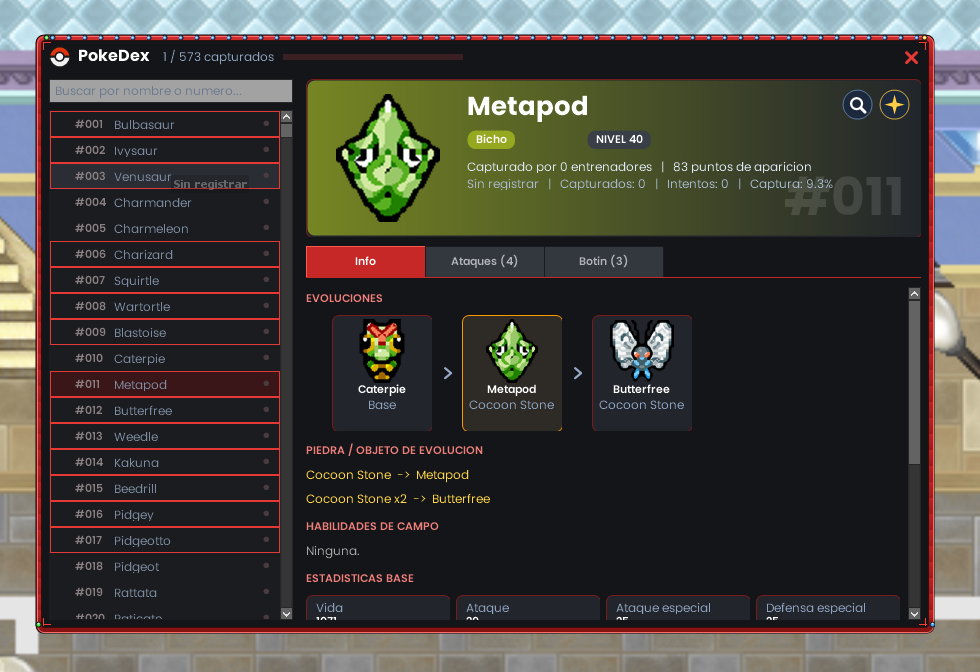 PokeDex 1 / 573 capturados
Buscar por nombre o numero...
#001 Bulbasaur
#002 Ivysaur
#003 Venusaur
Sin registrar
#004 Charmander
#005 Charmeleon
#006 Charizard
#007 Squirtle
#008 Wartortle
#009 Blastoise
#010 Caterpie
#011 Metapod
#012 Butterfree
#013 Weedle
#014 Kakuna
#015 Beedrill
#016 Pidgey
#017 Pidgeotto
#018 Pidgeot
#019 Rattata
#020 Raticate
Metapod
Bicho NIVEL 40
Capturado por 0 entrenadores | 83 puntos de aparicion
Sin registrar | Capturados: 0 | Intentos: 0 | Captura: 9.3%
#011
Info Ataques (4) Botin (3)
EVOLUCIONES
Caterpie > Metapod > Butterfree
Base Cocoon Stone Cocoon Stone
PIEDRA / OBJETO DE EVOLUCION
Cocoon Stone -> Metapod
Cocoon Stone x2 -> Butterfree
HABILIDADES DE CAMPO
Ninguna.
ESTADISTICAS BASE
Vida Ataque Ataque especial Defensa especial